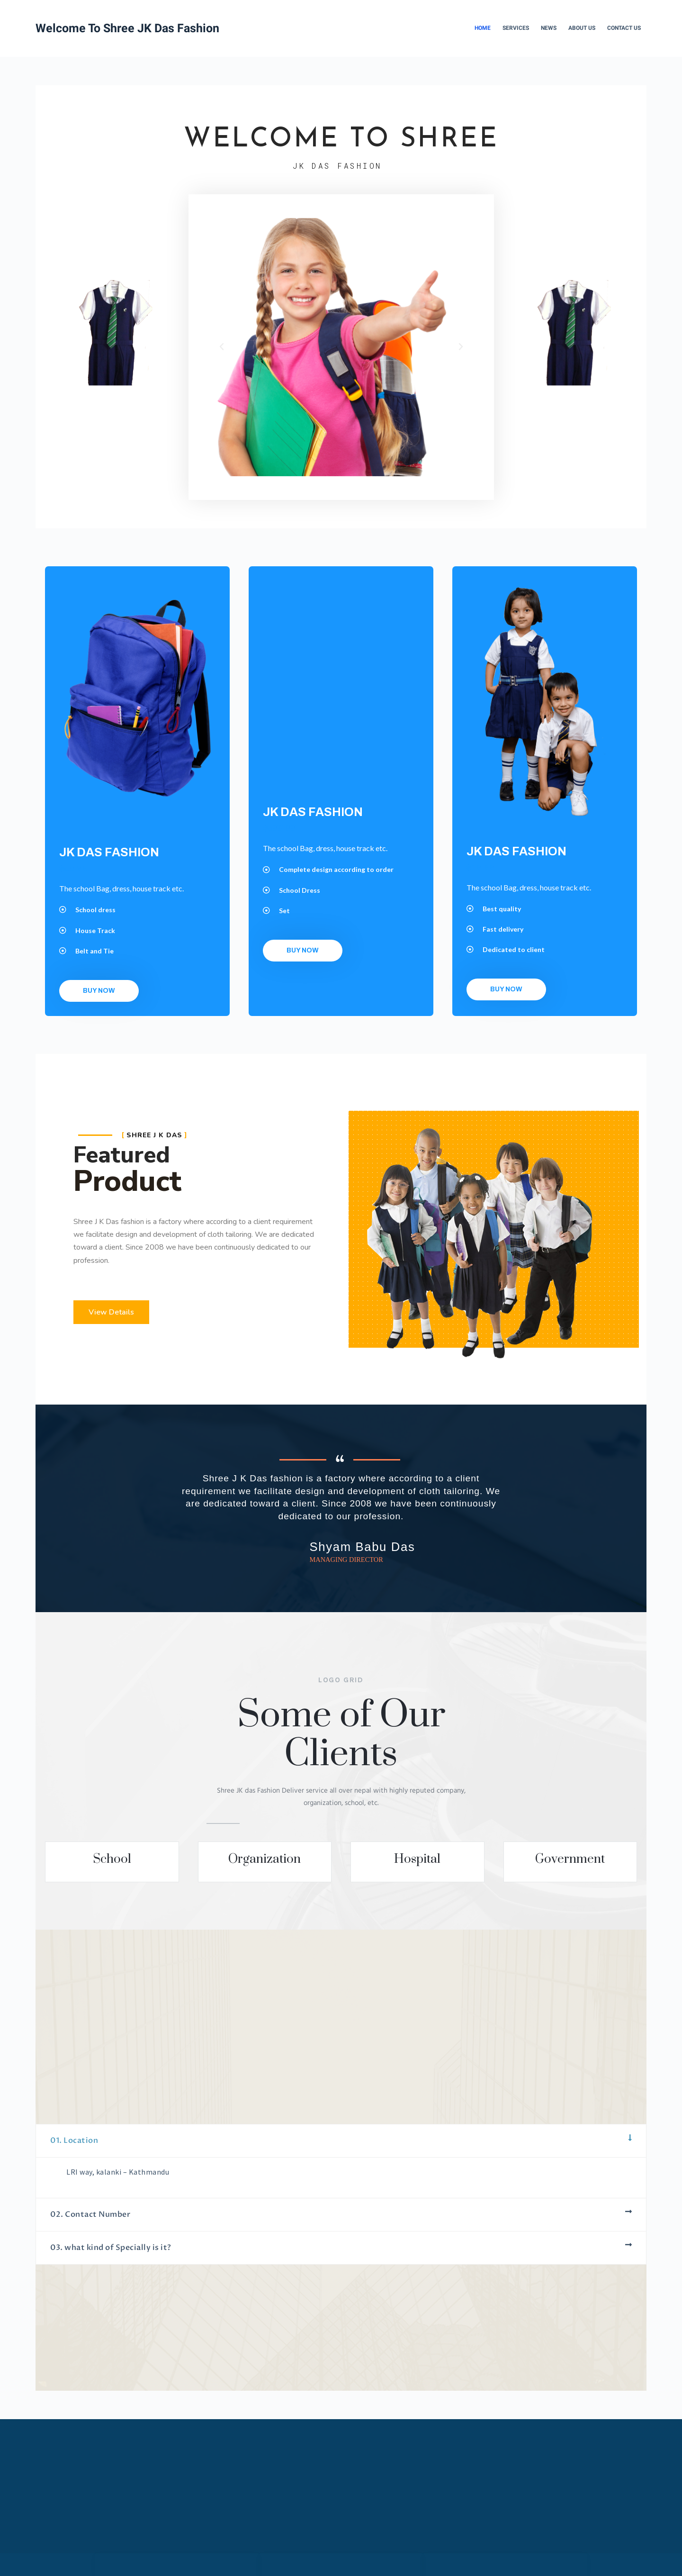 Welcome To Shree JK Das Fashion
HOME SERVICES NEWS ABOUT US CONTACT US
WELCOME TO SHREE
JK DAS FASHION
JK DAS FASHION
The school Bag, dress, house track etc.
School dress
House Track
Belt and Tie
BUY NOW
JK DAS FASHION
The school Bag, dress, house track etc.
Complete design according to order
School Dress
Set
BUY NOW
JK DAS FASHION
The school Bag, dress, house track etc.
Best quality
Fast delivery
Dedicated to client
BUY NOW
[ SHREE J K DAS ]
Featured
Product
Shree J K Das fashion is a factory where according to a client requirement
we facilitate design and development of cloth tailoring. We are dedicated
toward a client. Since 2008 we have been continuously dedicated to our
profession.
View Details
“
Shree J K Das fashion is a factory where according to a client
requirement we facilitate design and development of cloth tailoring. We
are dedicated toward a client. Since 2008 we have been continuously
dedicated to our profession.
Shyam Babu Das
MANAGING DIRECTOR
LOGO GRID
Some of Our
Clients
Shree JK das Fashion Deliver service all over nepal with highly reputed company,
organization, school, etc.
School
Organization
Hospital
Government
01. Location
LRI way, kalanki – Kathmandu
02. Contact Number
03. what kind of Specially is it?